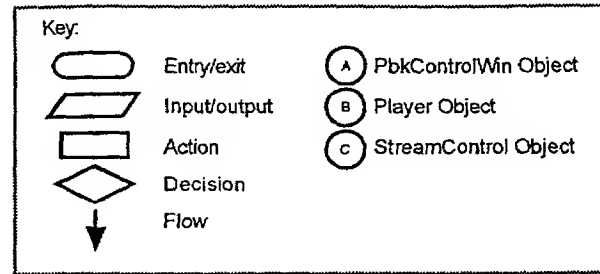 Key:
Entry/exit
Input/output
Action
Decision
Flow
A PbkControlWin Object
B Player Object
C StreamControl Object